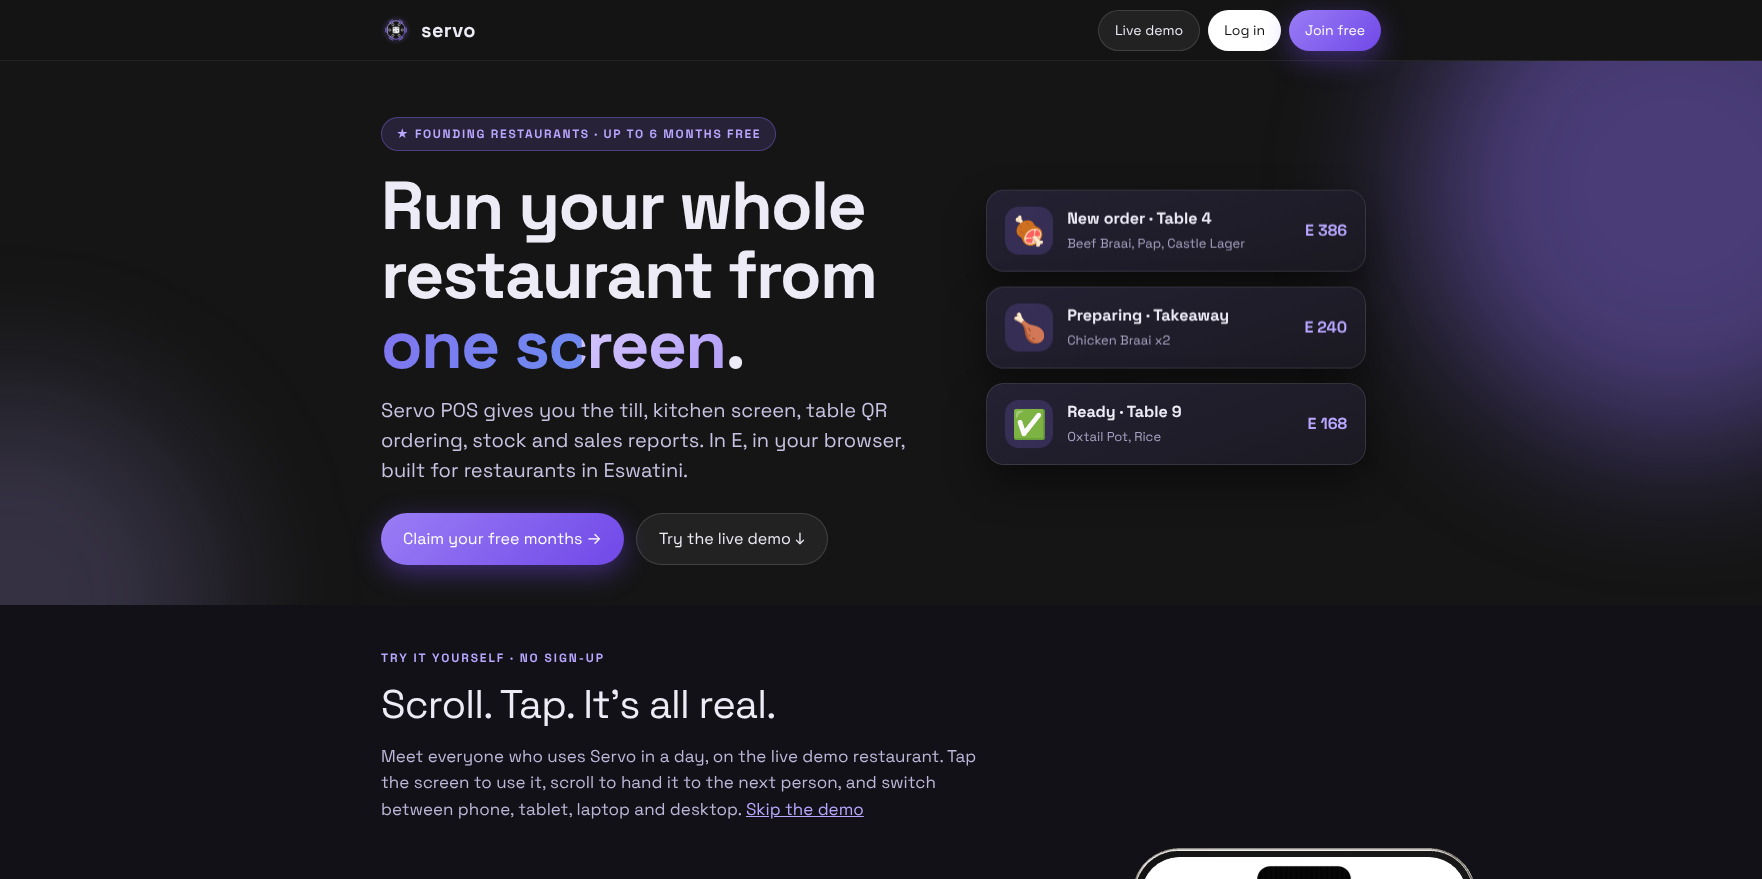 servo
Live demo
Log in
Join free
★ FOUNDING RESTAURANTS · UP TO 6 MONTHS FREE
Run your whole
restaurant from
one screen.
Servo POS gives you the till, kitchen screen, table QR
ordering, stock and sales reports. In E, in your browser,
built for restaurants in Eswatini.
Claim your free months →
Try the live demo ↓
New order · Table 4
Beef Braai, Pap, Castle Lager
E 386
Preparing · Takeaway
Chicken Braai x2
E 240
Ready · Table 9
Oxtail Pot, Rice
E 168
TRY IT YOURSELF · NO SIGN-UP
Scroll. Tap. It’s all real.
Meet everyone who uses Servo in a day, on the live demo restaurant. Tap
the screen to use it, scroll to hand it to the next person, and switch
between phone, tablet, laptop and desktop. Skip the demo